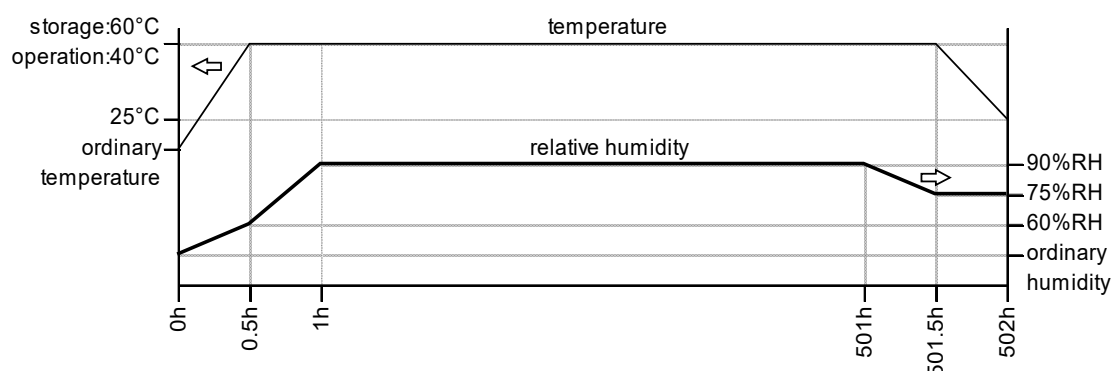 storage:60°C
operation:40°C
temperature
25°C
ordinary
temperature
relative humidity
90%RH
75%RH
60%RH
ordinary
humidity
0h
0.5h
1h
501h
501.5h
502h